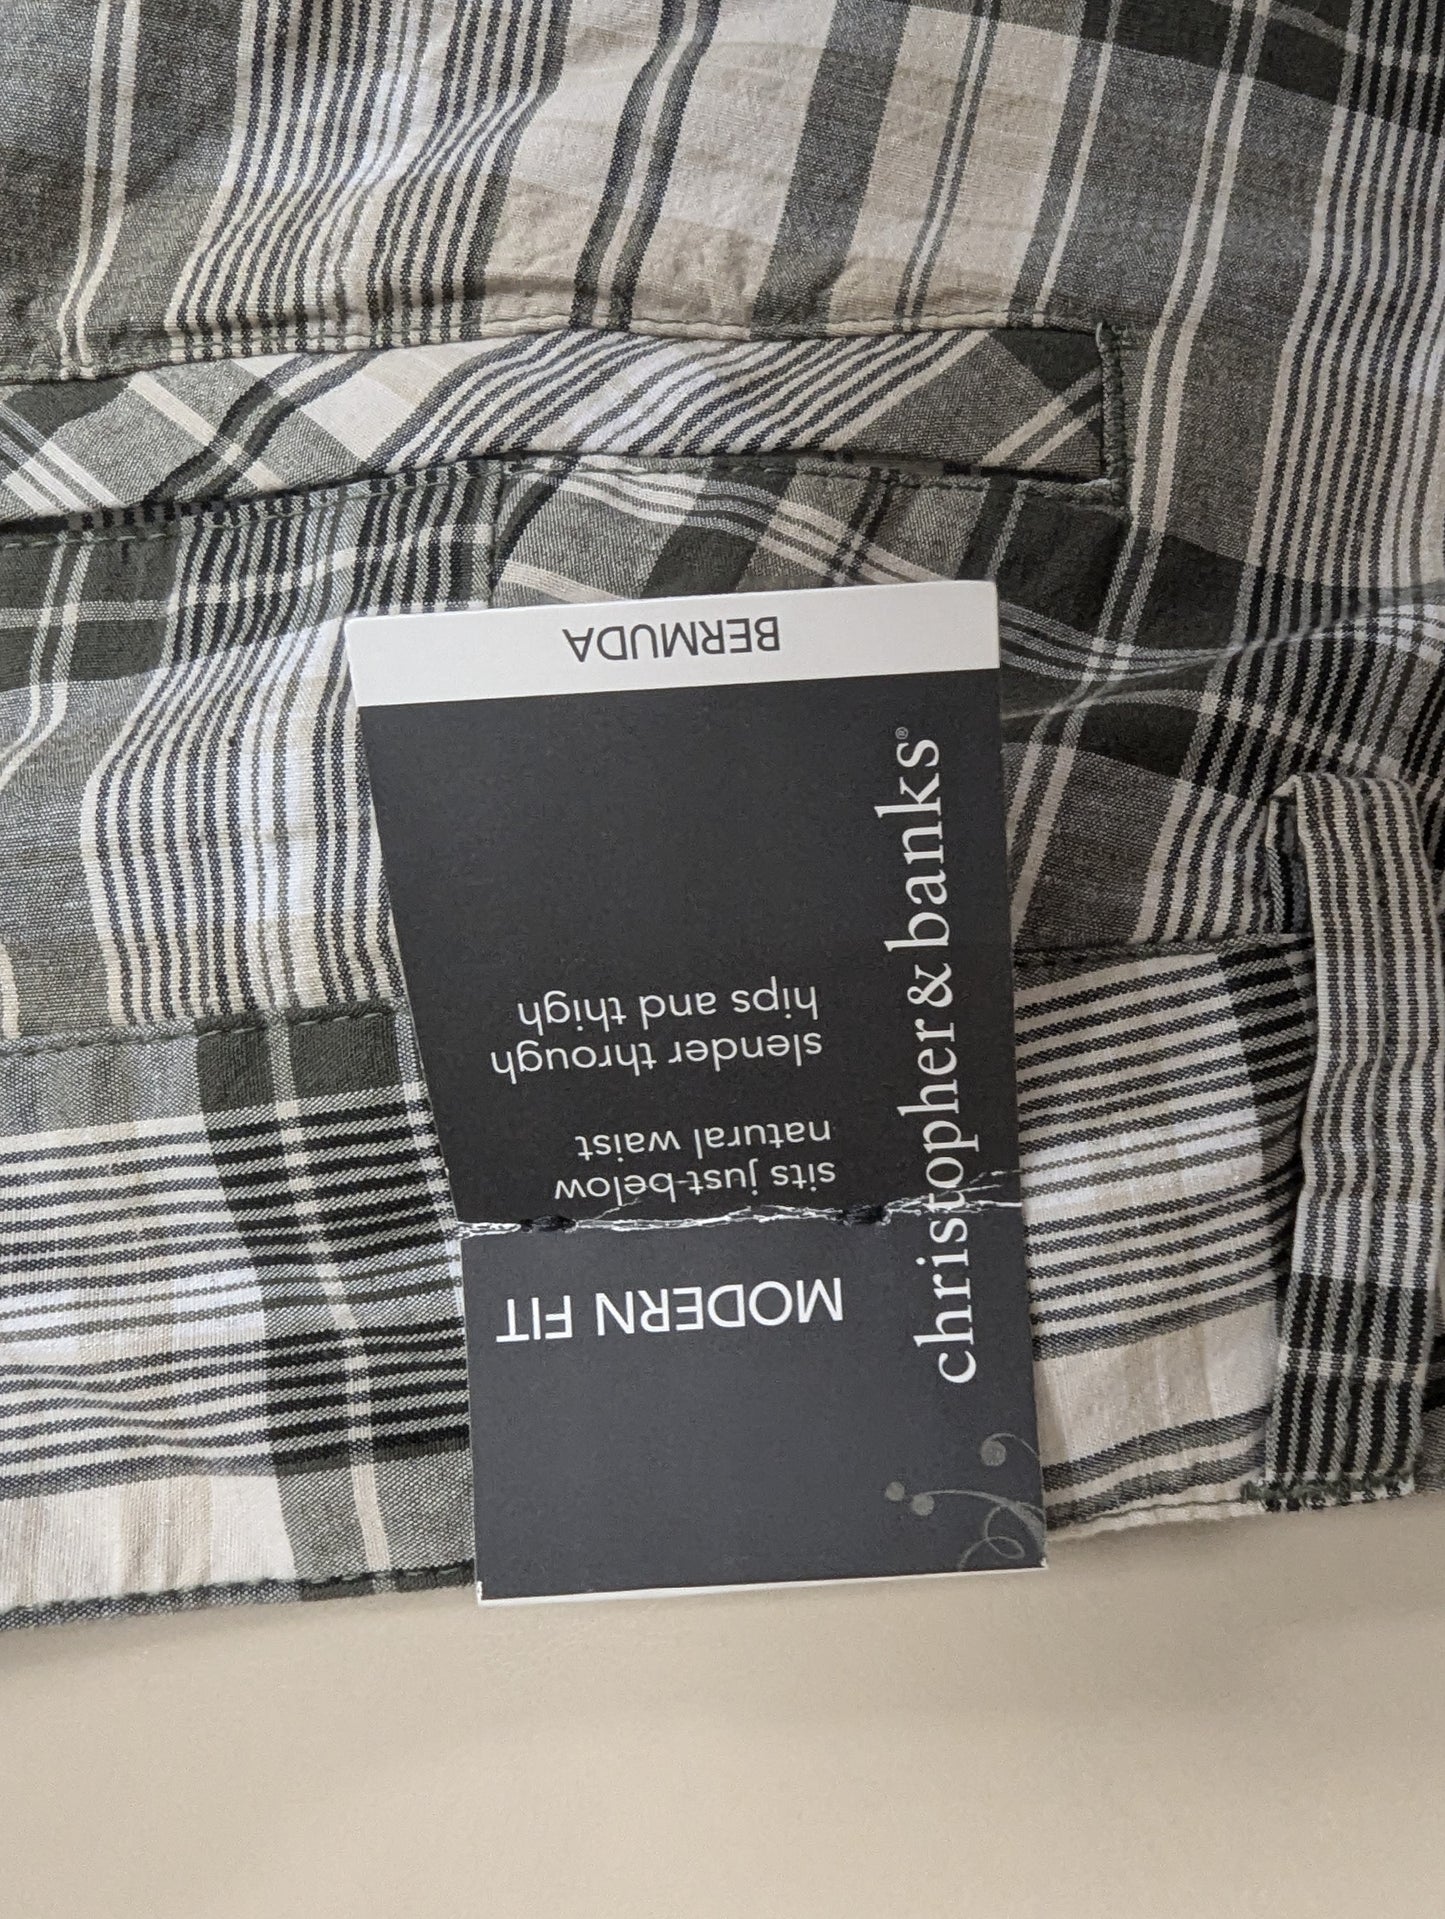 christopher & banks®
MODERN FIT
sits just-below
natural waist
slender through
hips and thigh
BERMUDA